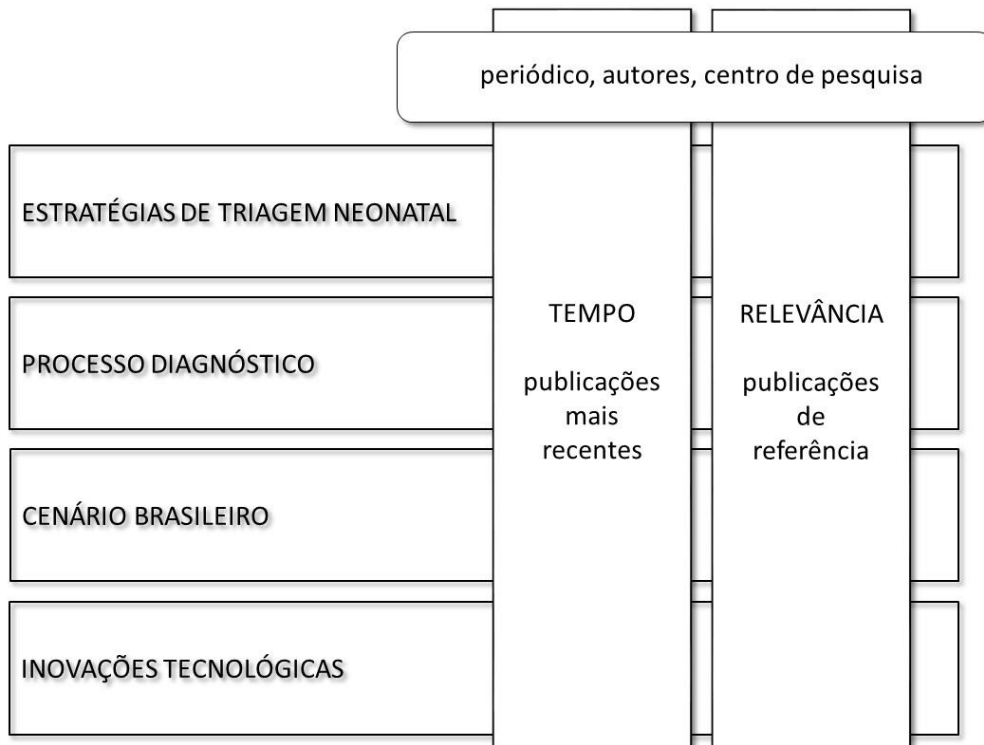 periódico, autores, centro de pesquisa
ESTRATÉGIAS DE TRIAGEM NEONATAL
PROCESSO DIAGNÓSTICO
CENÁRIO BRASILEIRO
INOVAÇÕES TECNOLÓGICAS
TEMPO
publicações
mais
recentes
RELEVÂNCIA
publicações
de
referência